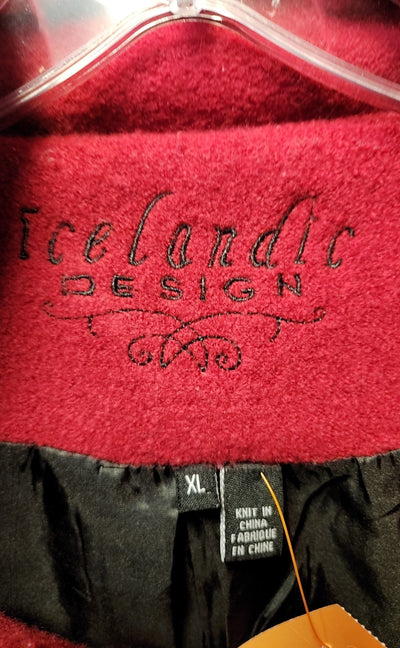 Icelandic
DESIGN
XL
KNIT IN
CHINA
FABRIQUE
EN CHINE